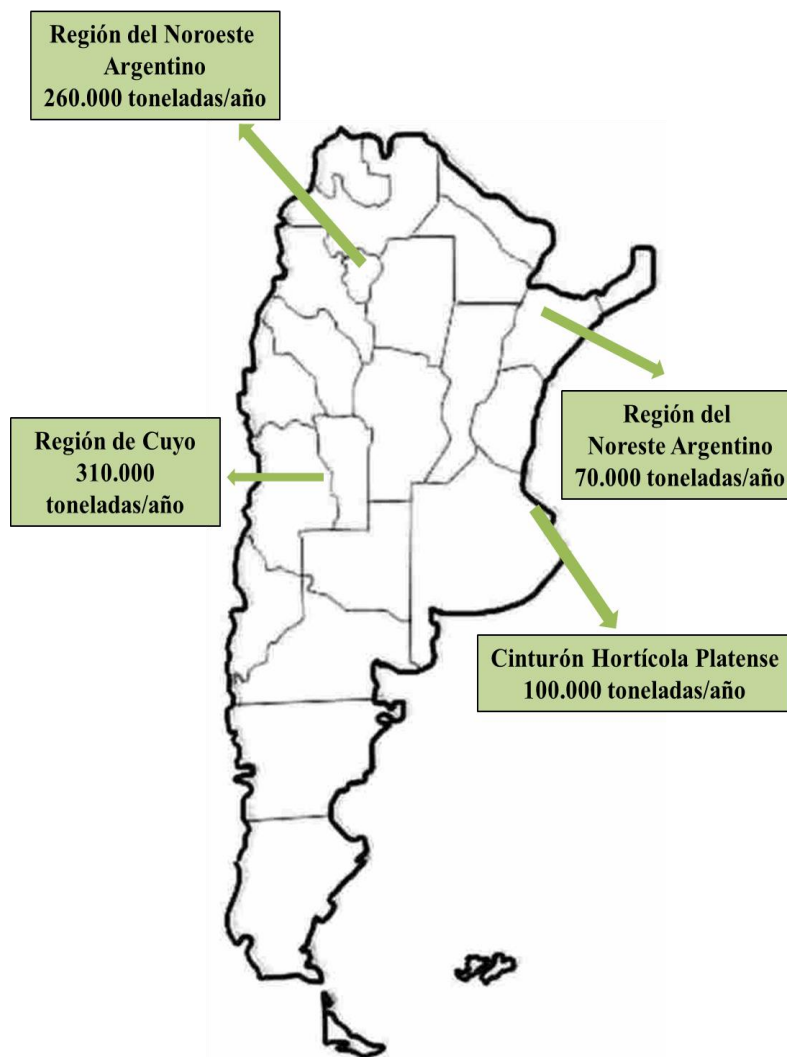 Región del Noroeste
Argentino
260.000 toneladas/año
Región de Cuyo
310.000
toneladas/año
Región del
Noreste Argentino
70.000 toneladas/año
Cinturón Hortícola Platense
100.000 toneladas/año